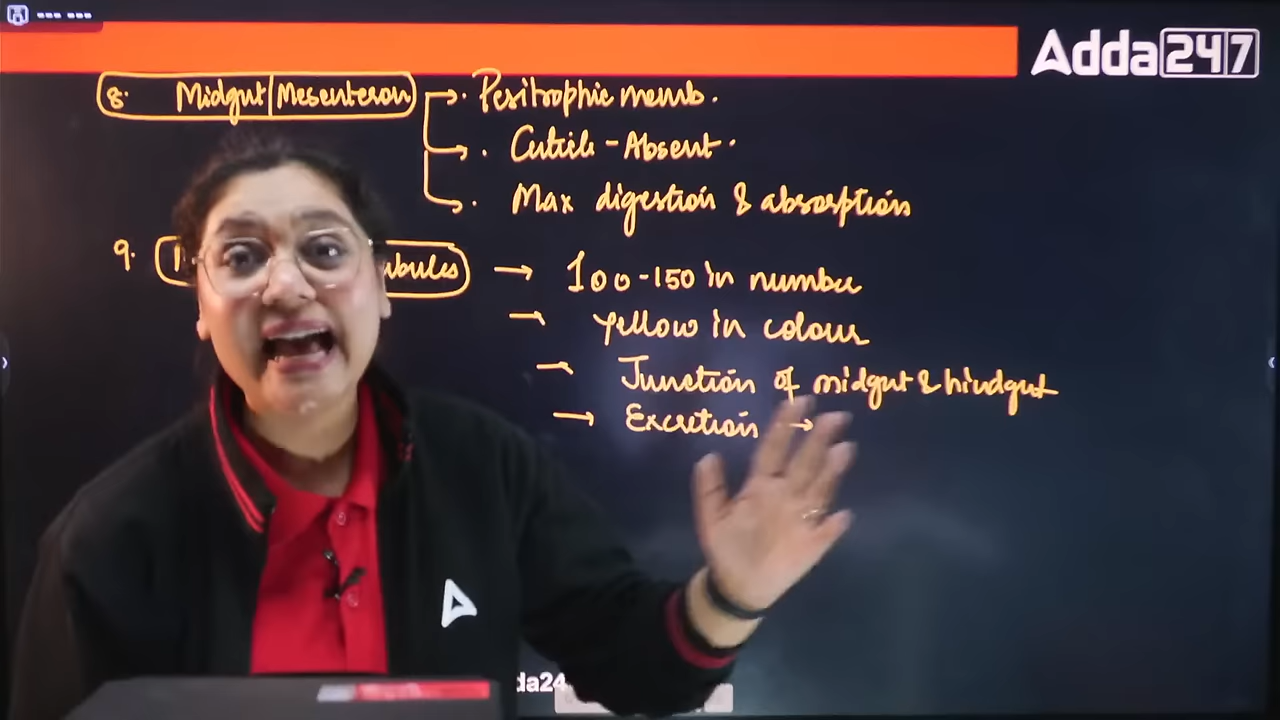 Adda247
8. Midgut|Mesenteron → · Peritrophic memb.
→ · Cuticle - Absent.
→ · Max digestion & absorption
9. M bules → 100-150 in number
→ Yellow in colour
→ Junction of midgut & hindgut
→ Excretion →
da24